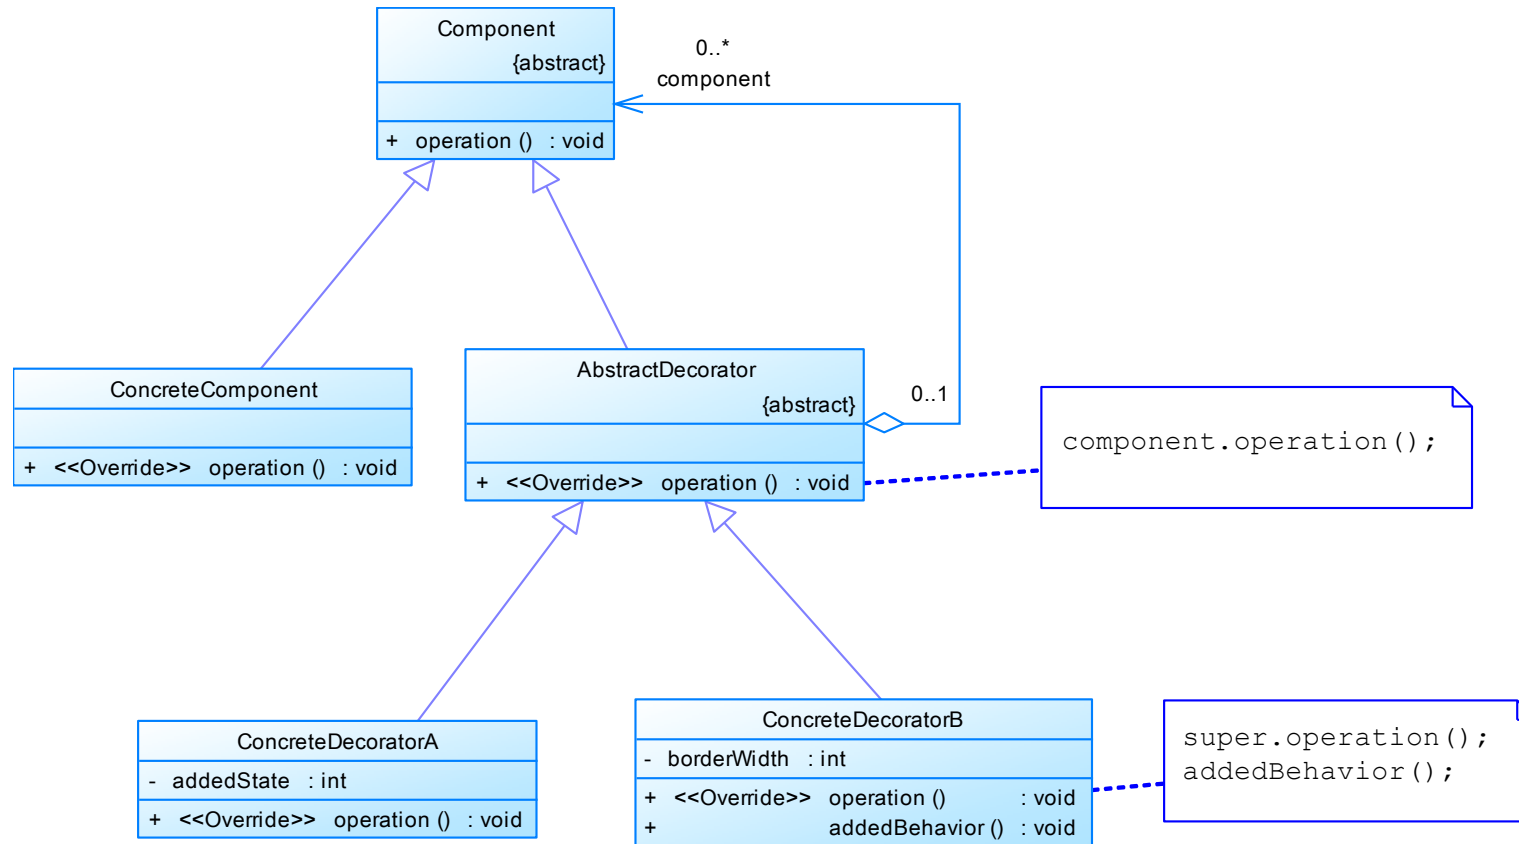 Component
{abstract}
+ operation () : void
0..*
component
ConcreteComponent
+ <<Override>> operation () : void
AbstractDecorator
{abstract}
+ <<Override>> operation () : void
0..1
component.operation();
ConcreteDecoratorA
- addedState : int
+ <<Override>> operation () : void
ConcreteDecoratorB
- borderWidth : int
+ <<Override>> operation () : void
+ addedBehavior () : void
super.operation();
addedBehavior();